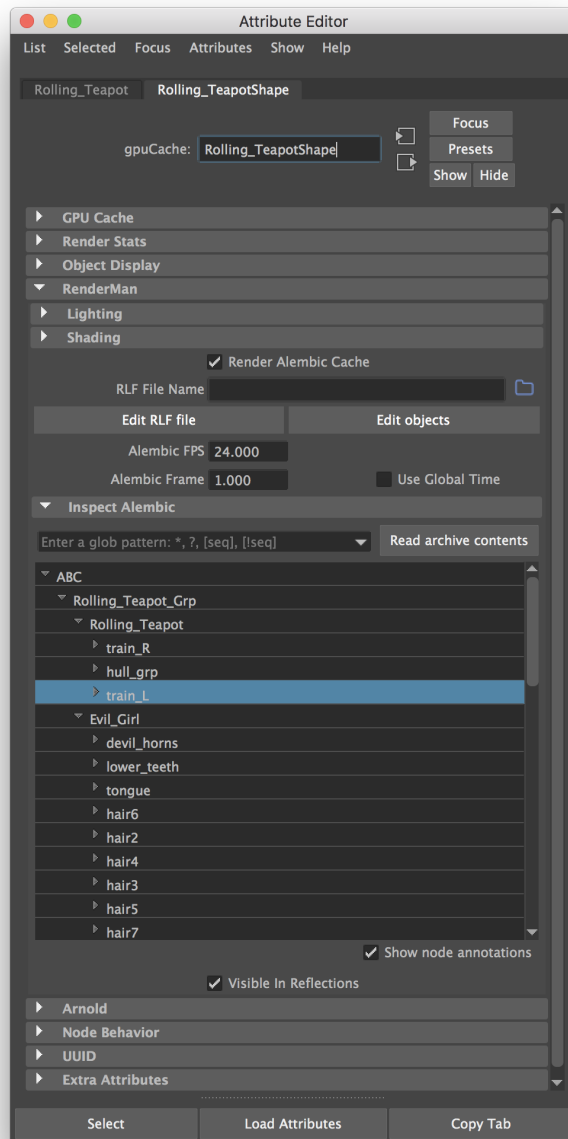 Attribute Editor
List Selected Focus Attributes Show Help
Rolling_Teapot Rolling_TeapotShape
Focus
gpuCache: Rolling_TeapotShape Presets
Show Hide
GPU Cache
Render Stats
Object Display
RenderMan
Lighting
Shading
Render Alembic Cache
RLF File Name
Edit RLF file Edit objects
Alembic FPS 24.000
Alembic Frame 1.000 Use Global Time
Inspect Alembic
Enter a glob pattern: *, ?, [seq], [!seq] Read archive contents
ABC
Rolling_Teapot_Grp
Rolling_Teapot
train_R
hull_grp
train_L
Evil_Girl
devil_horns
lower_teeth
tongue
hair6
hair2
hair4
hair3
hair5
hair7
Show node annotations
Visible In Reflections
Arnold
Node Behavior
UUID
Extra Attributes
Select Load Attributes Copy Tab